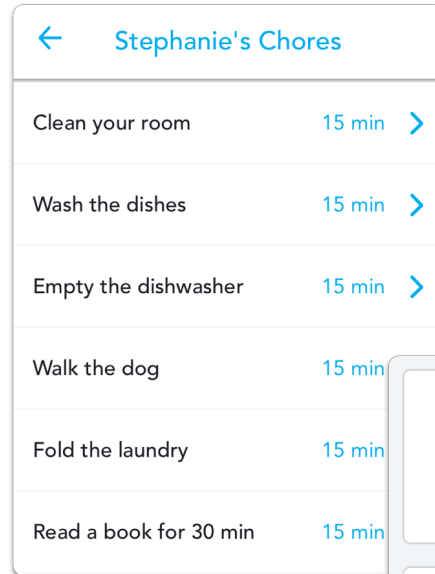 Stephanie's Chores
Clean your room 15 min
Wash the dishes 15 min
Empty the dishwasher 15 min
Walk the dog 15 min
Fold the laundry 15 min
Read a book for 30 min 15 min